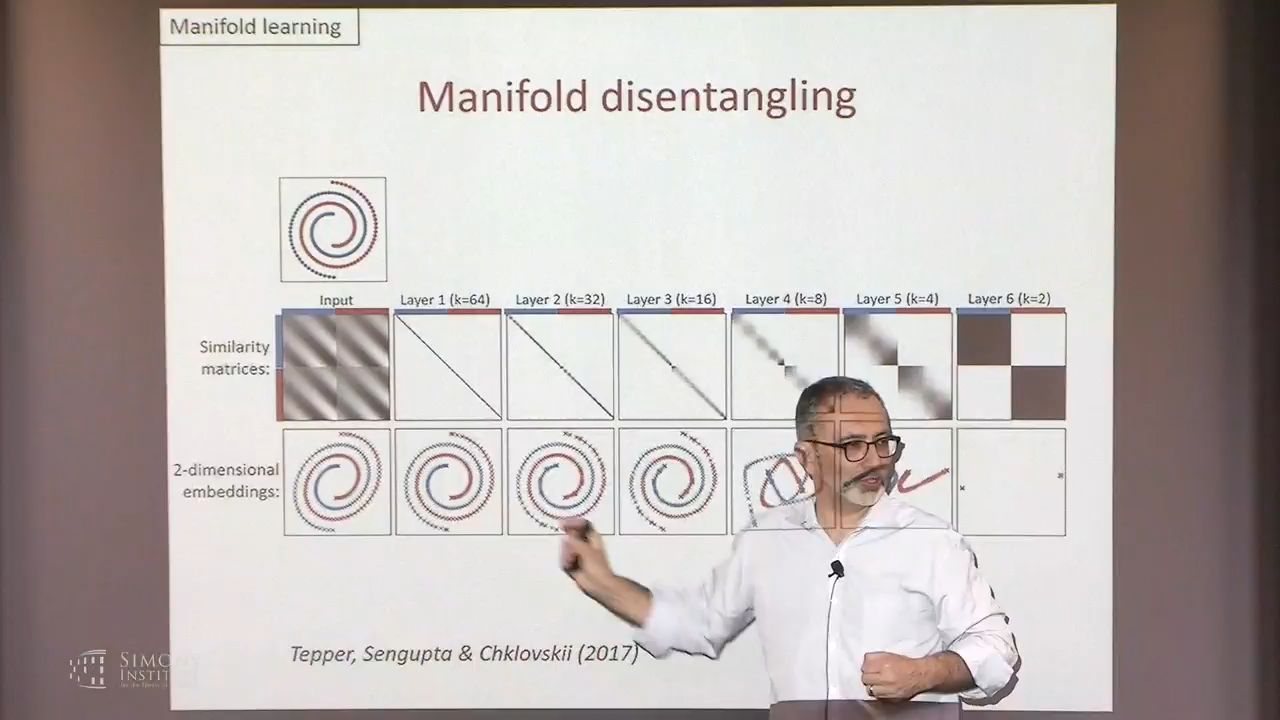 Manifold learning
Manifold disentangling
Input
Layer 1 (k=64)
Layer 2 (k=32)
Layer 3 (k=16)
Layer 4 (k=8)
Layer 5 (k=4)
Layer 6 (k=2)
Similarity
matrices:
2-dimensional
embeddings:
Tepper, Sengupta & Chklovskii (2017)